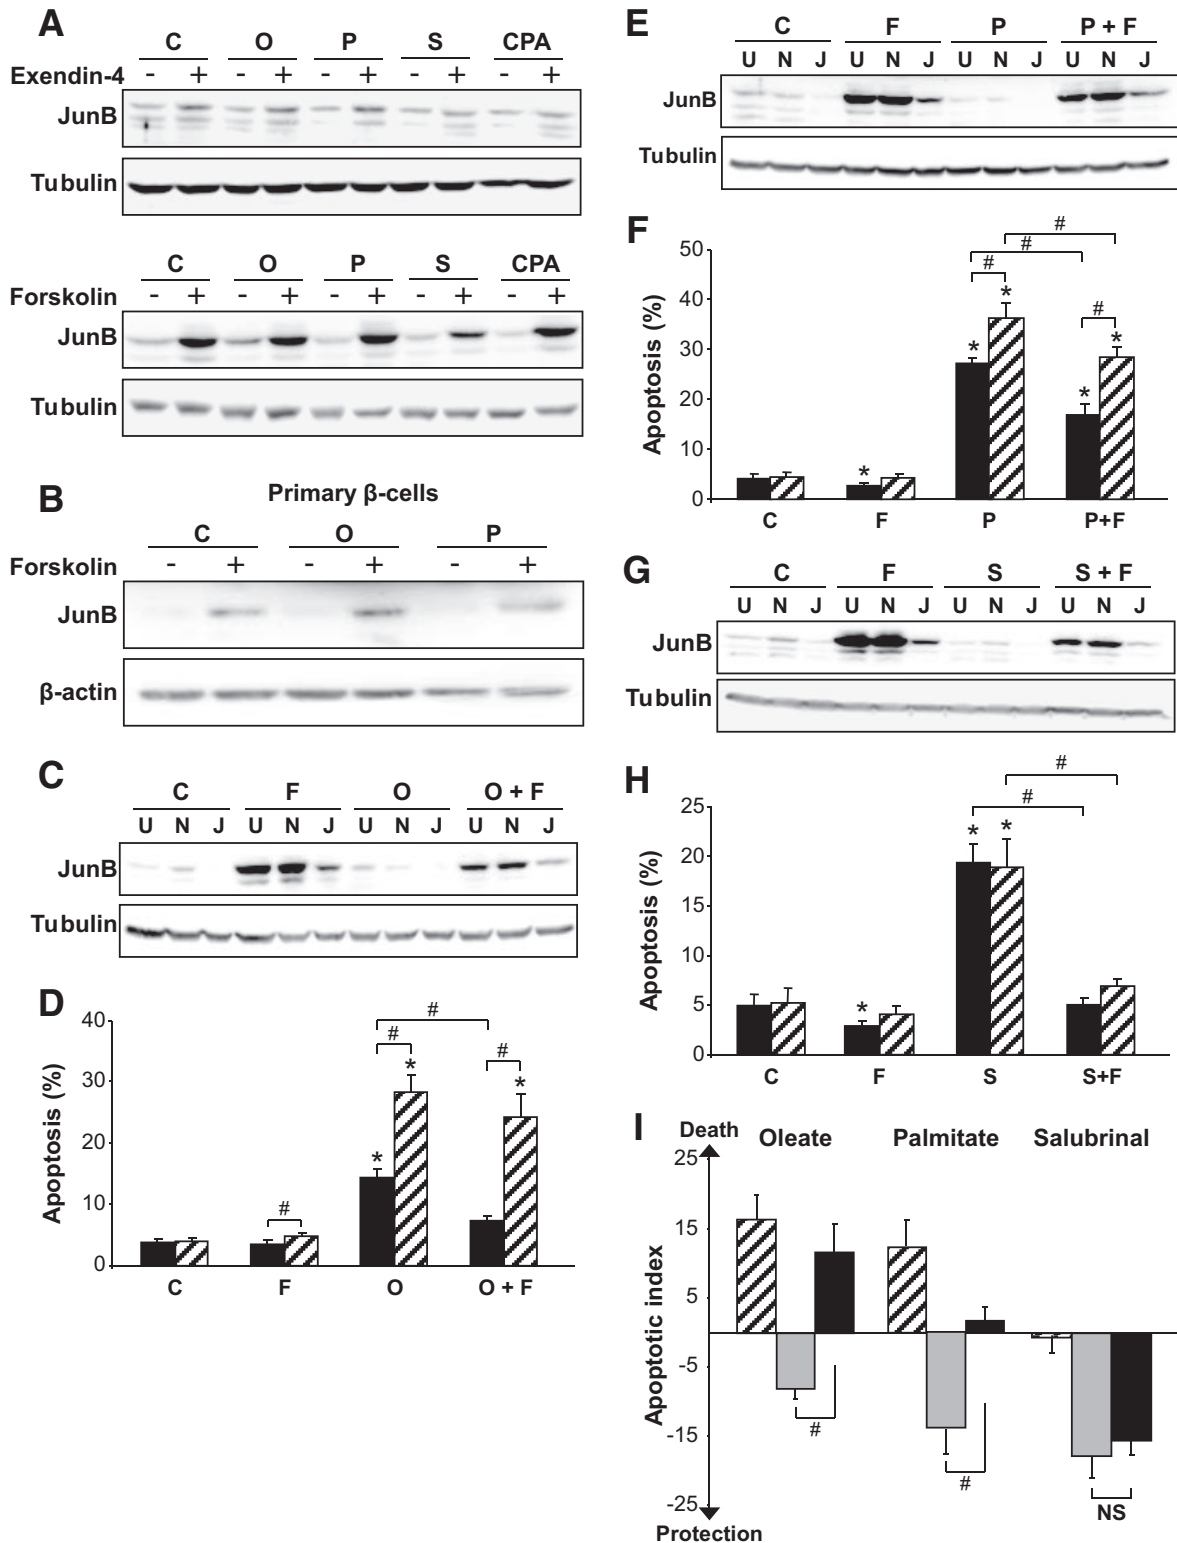 A
C O P S CPA
Exendin-4 - + - + - + - + - +
JunB
Tubulin
C O P S CPA
Forskolin - + - + - + - + - +
JunB
Tubulin
B
Primary β-cells
C O P
Forskolin - + - + - +
JunB
β-actin
C
C F O O + F
U N J U N J U N J U N J
JunB
Tubulin
D
Apoptosis (%)
40
30
20
10
0
#
# #
* *
*
#
C F O O + F
E
C F P P + F
U N J U N J U N J U N J
JunB
Tubulin
F
Apoptosis (%)
50
40
30
20
10
0
#
#
#
* #
* *
*
*
C F P P+F
G
C F S S + F
U N J U N J U N J U N J
JunB
Tubulin
H
Apoptosis (%)
25
20
15
10
5
0
#
#
* *
*
C F S S+F
I
Death
Oleate Palmitate Salubrinal
Apoptotic index
25
15
5
-5
-15
-25
#
#
NS
Protection